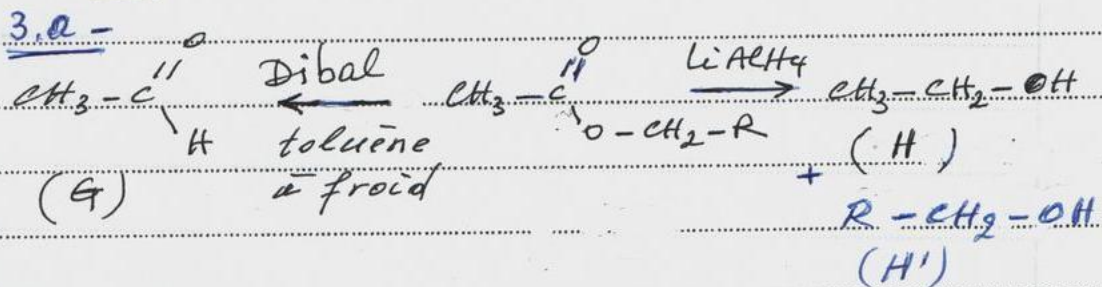 3.a -
CH3 - C // O \ H ← Dibal toluène à froid CH3 - C // O \ O - CH2 - R LiAlH4 → CH3 - CH2 - OH
(G) (H)
+
R - CH2 - OH
(H')